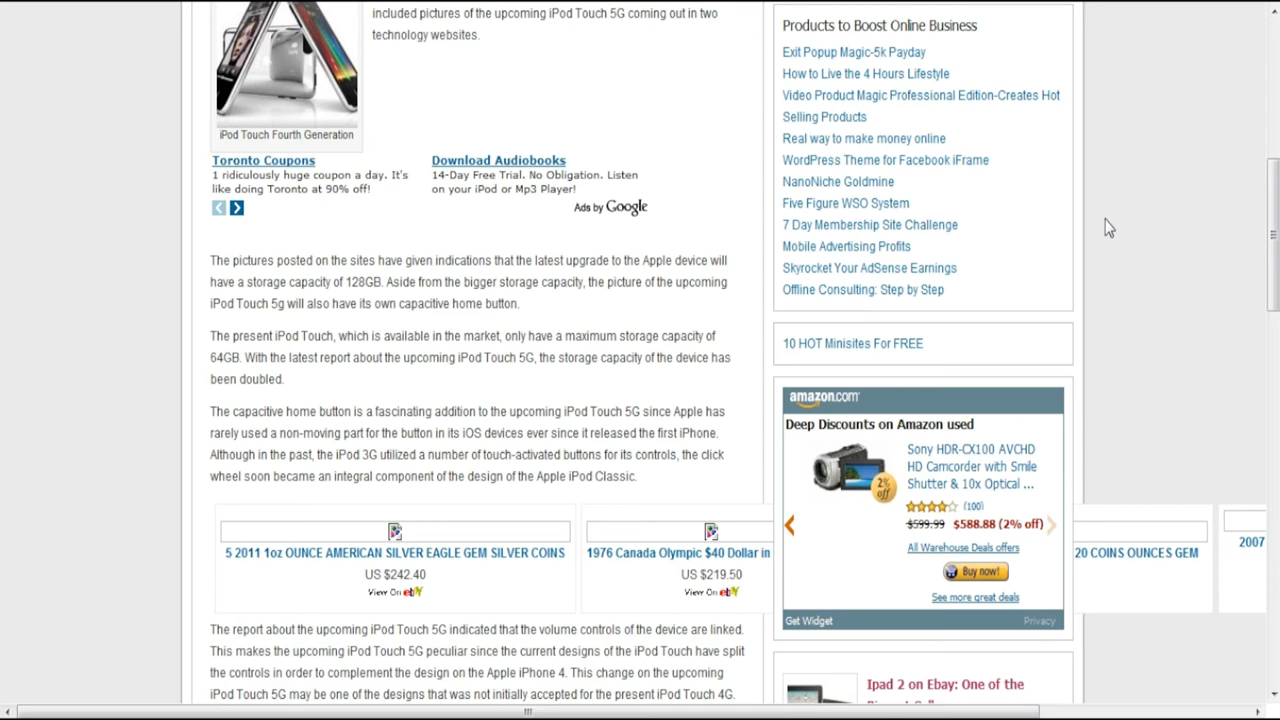 included pictures of the upcoming iPod Touch 5G coming out in two
technology websites.
iPod Touch Fourth Generation
Toronto Coupons
1 ridiculously huge coupon a day. It's
like doing Toronto at 90% off!
Download Audiobooks
14-Day Free Trial. No Obligation. Listen
on your iPod or Mp3 Player!
Ads by Google
The pictures posted on the sites have given indications that the latest upgrade to the Apple device will
have a storage capacity of 128GB. Aside from the bigger storage capacity, the picture of the upcoming
iPod Touch 5g will also have its own capacitive home button.
The present iPod Touch, which is available in the market, only have a maximum storage capacity of
64GB. With the latest report about the upcoming iPod Touch 5G, the storage capacity of the device has
been doubled.
The capacitive home button is a fascinating addition to the upcoming iPod Touch 5G since Apple has
rarely used a non-moving part for the button in its iOS devices ever since it released the first iPhone.
Although in the past, the iPod 3G utilized a number of touch-activated buttons for its controls, the click
wheel soon became an integral component of the design of the Apple iPod Classic.
5 2011 1oz OUNCE AMERICAN SILVER EAGLE GEM SILVER COINS
US $242.40
View On ebY
1976 Canada Olympic $40 Dollar in
US $219.50
View On ebY
20 COINS OUNCES GEM
2007
The report about the upcoming iPod Touch 5G indicated that the volume controls of the device are linked.
This makes the upcoming iPod Touch 5G peculiar since the current designs of the iPod Touch have split
the controls in order to complement the design on the Apple iPhone 4. This change on the upcoming
iPod Touch 5G may be one of the designs that was not initially accepted for the present iPod Touch 4G.
Products to Boost Online Business
Exit Popup Magic-5k Payday
How to Live the 4 Hours Lifestyle
Video Product Magic Professional Edition-Creates Hot
Selling Products
Real way to make money online
WordPress Theme for Facebook iFrame
NanoNiche Goldmine
Five Figure WSO System
7 Day Membership Site Challenge
Mobile Advertising Profits
Skyrocket Your AdSense Earnings
Offline Consulting: Step by Step
10 HOT Minisites For FREE
amazon.com
Deep Discounts on Amazon used
Sony HDR-CX100 AVCHD
HD Camcorder with Smile
Shutter & 10x Optical ...
2%
off
(100)
$599.99 $588.88 (2% off)
All Warehouse Deals offers
Buy now!
See more great deals
Get Widget
Privacy
Ipad 2 on Ebay: One of the